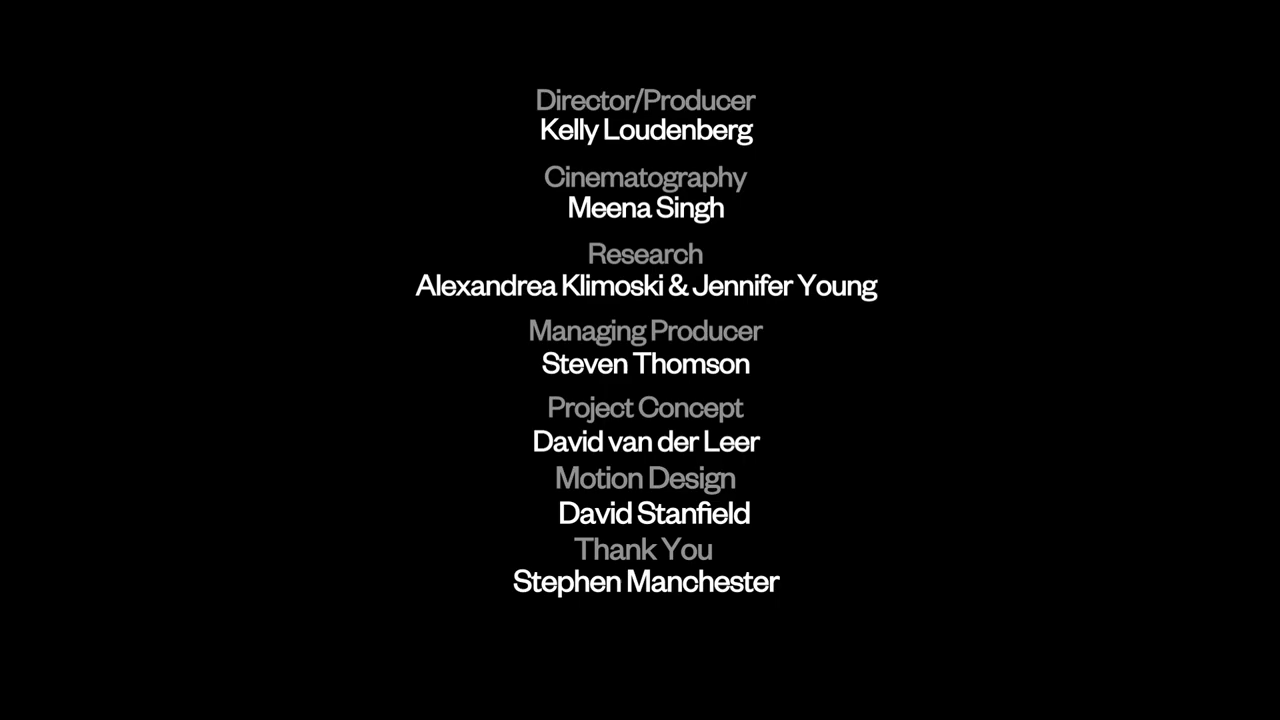 Director/Producer
Kelly Loudenberg
Cinematography
Meena Singh
Research
Alexandrea Klimoski & Jennifer Young
Managing Producer
Steven Thomson
Project Concept
David van der Leer
Motion Design
David Stanfield
Thank You
Stephen Manchester